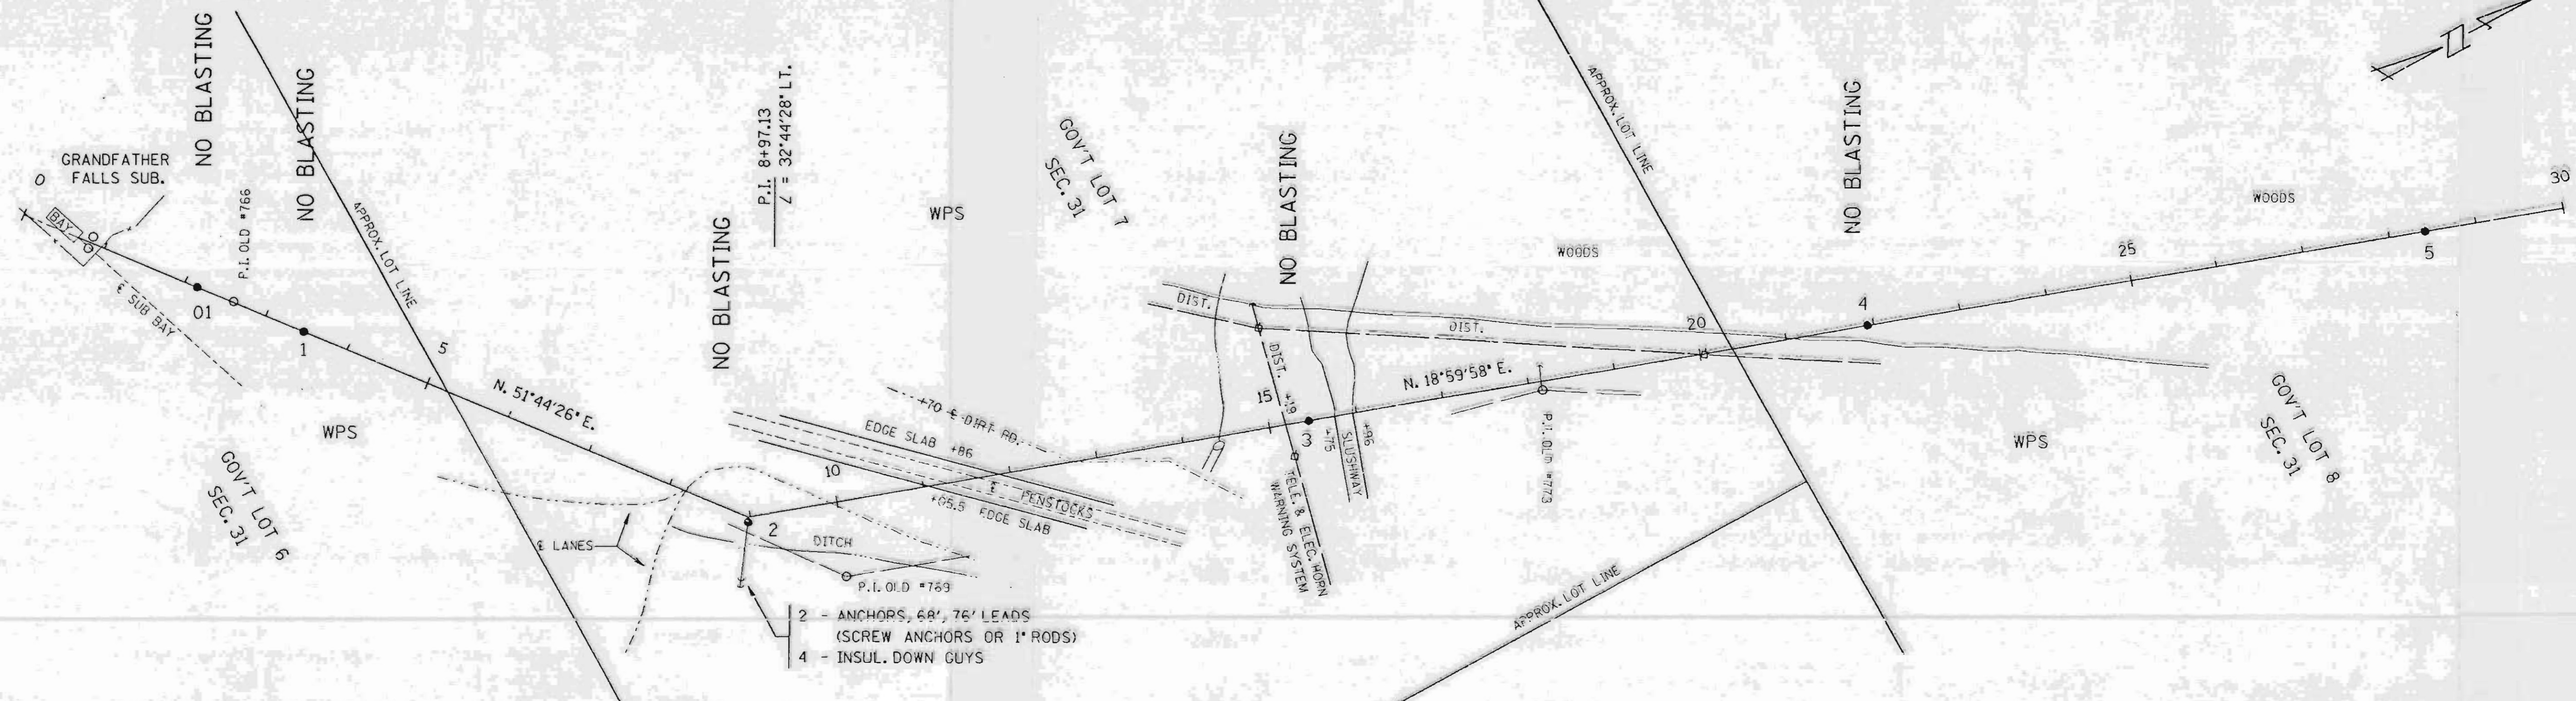 NO BLASTING
NO BLASTING
GRANDFATHER
FALLS SUB.
0
BAY
P.I. OLD #766
01
1
℄ SUB BAY
APPROX. LOT LINE
5
N. 51°44'26" E.
WPS
GOV'T LOT 6
SEC. 31
NO BLASTING
P.I. 8+97.13
∠ = 32°44'28" LT.
WPS
℄ LANES
2
10
DITCH
P.I. OLD #769
2 - ANCHORS, 68', 76' LEADS
(SCREW ANCHORS OR 1" RODS)
4 - INSUL. DOWN GUYS
+70 ℄ DIRT RD.
EDGE SLAB +86
℄ PENSTOCKS
EDGE SLAB
GOV'T LOT 7
SEC. 31
NO BLASTING
DIST.
DIST.
DIST.
15
+19
3
+75
SLUSHWAY
+96
TELE. & ELEC. HORN
WARNING SYSTEM
N. 18°59'58" E.
P.I. OLD #773
WOODS
APPROX. LOT LINE
20
APPROX. LOT LINE
NO BLASTING
4
WPS
25
WOODS
5
30
GOV'T LOT 8
SEC. 31